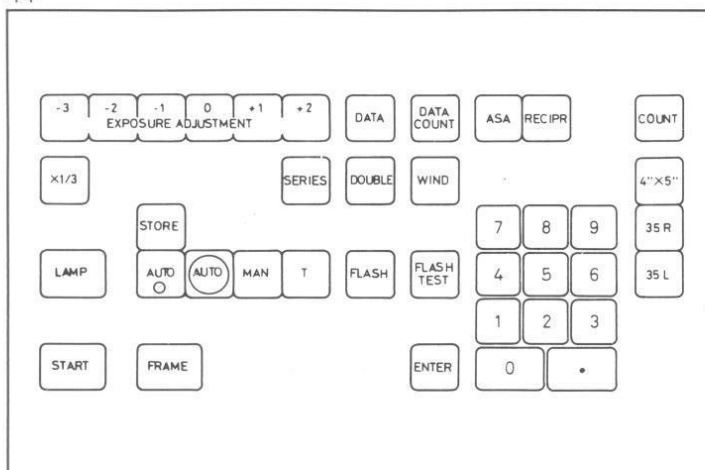 -3 -2 -1 0 +1 +2
EXPOSURE ADJUSTMENT
DATA
DATA
COUNT
ASA
RECIPR
COUNT
×1/3
SERIES
DOUBLE
WIND
4"×5"
STORE
7
8
9
35 R
LAMP
AUTO
AUTO
MAN
T
FLASH
FLASH
TEST
4
5
6
35 L
1
2
3
START
FRAME
ENTER
0
.